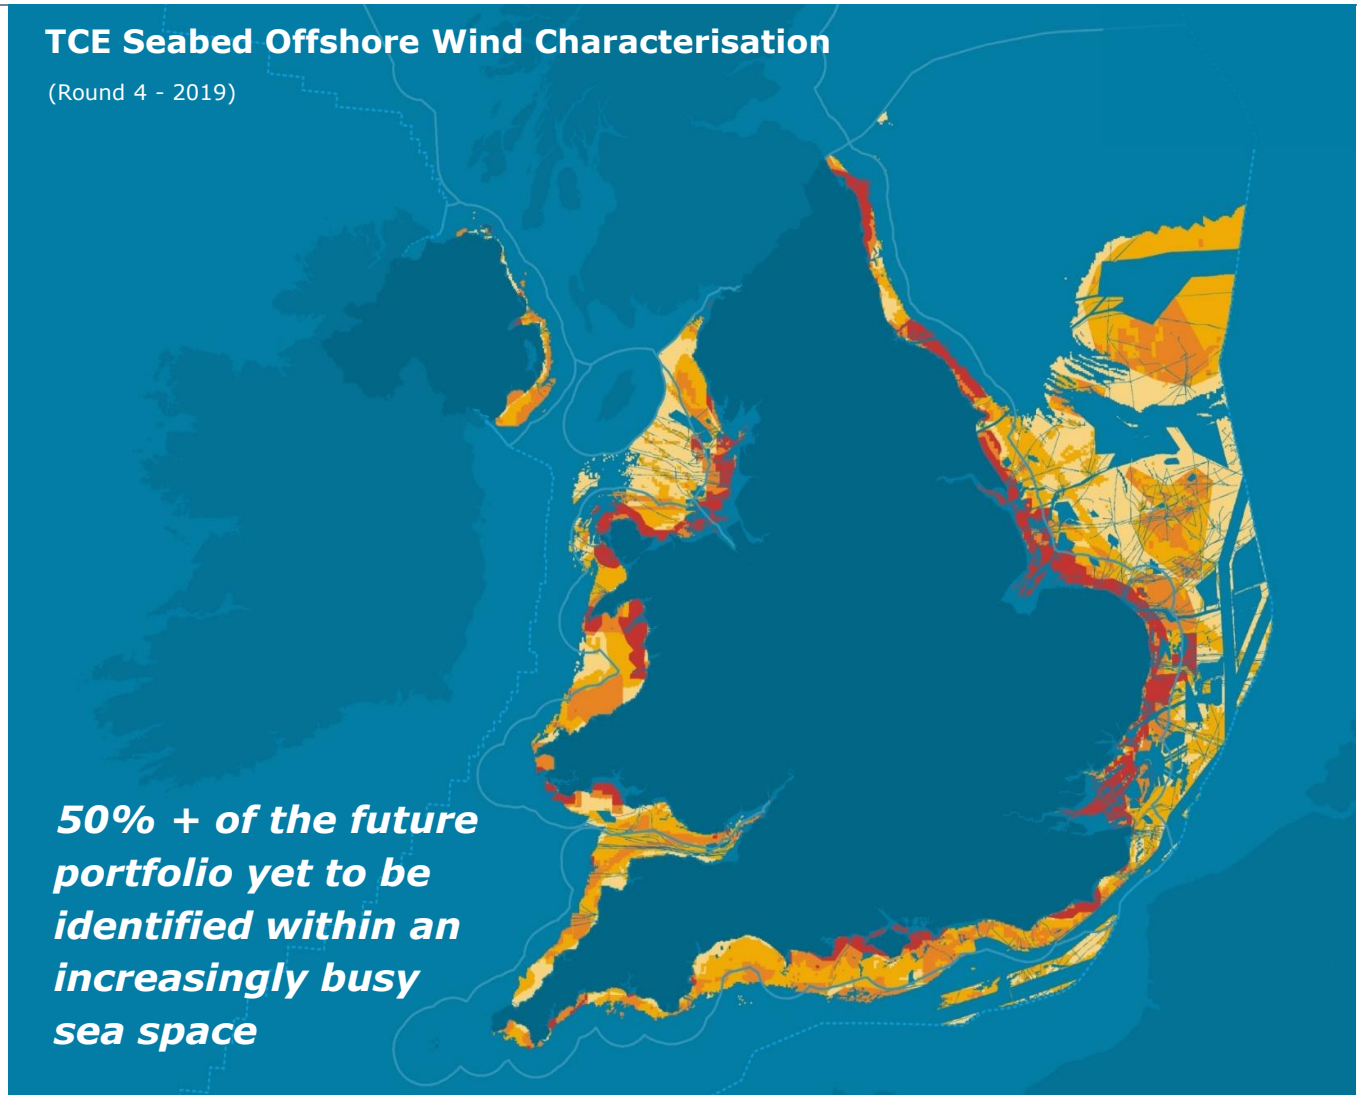 TCE Seabed Offshore Wind Characterisation
(Round 4 - 2019)
50% + of the future
portfolio yet to be
identified within an
increasingly busy
sea space